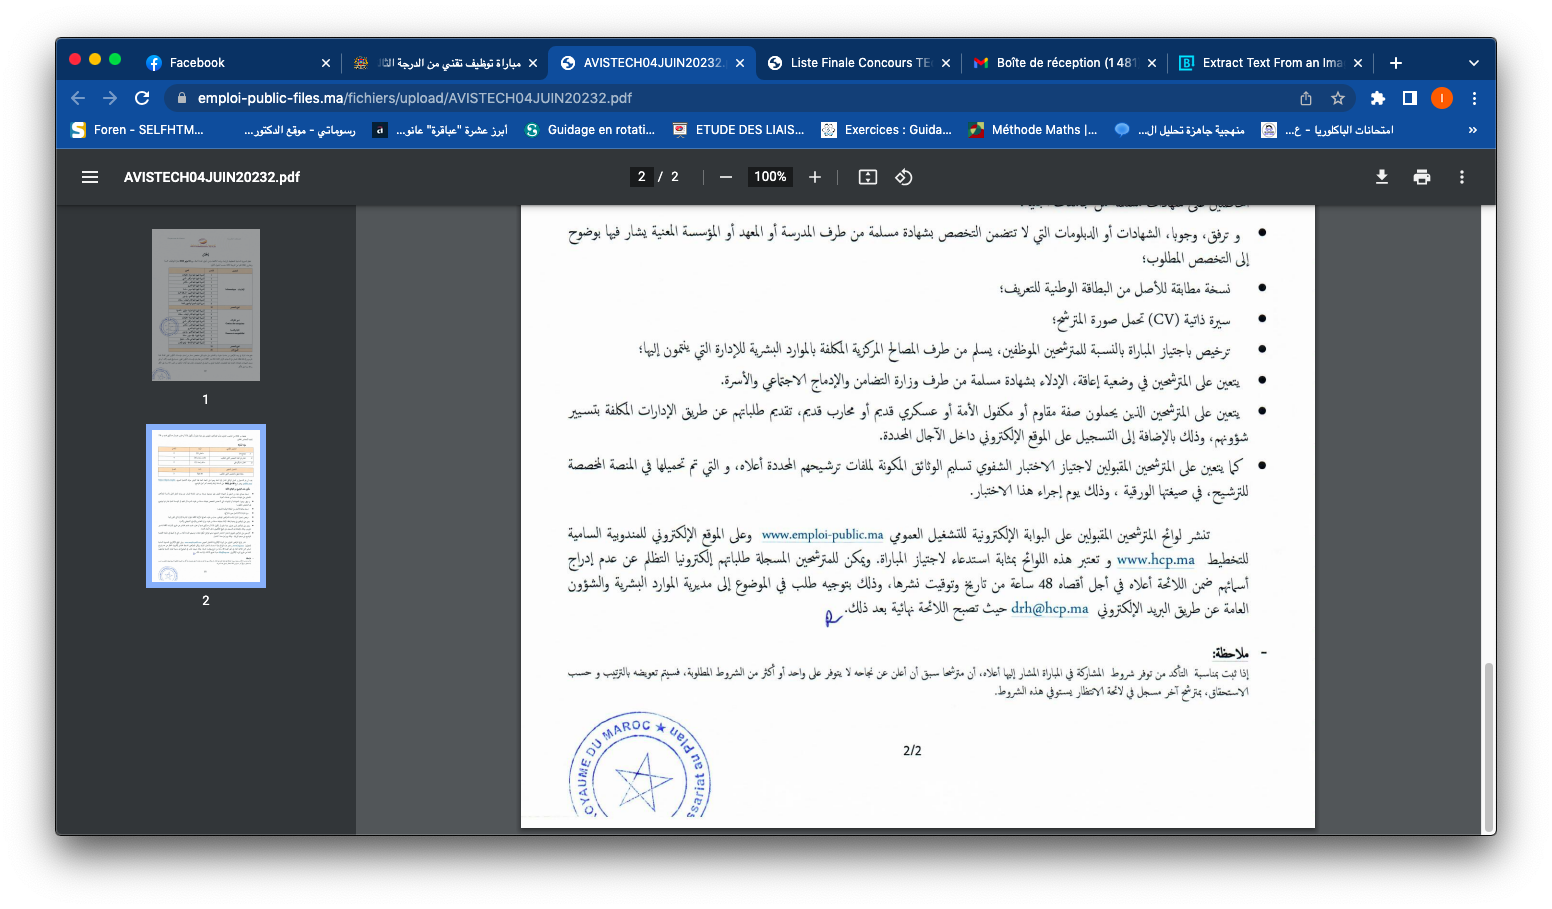 Facebook
مباراة توظيف تقني من الدرجة
AVISTECH04JUIN20232.
Liste Finale Concours TE
Boîte de réception (1 481
Extract Text From an Ima
emploi-public-files.ma/fichiers/upload/AVISTECH04JUIN20232.pdf
Foren - SELFHTM...
رسوماتي - موقع الدكتور...
أبرز عشرة "عباقرة" عانو...
Guidage en rotati...
ETUDE DES LIAIS...
Exercices : Guida...
Méthode Maths |...
منهجية جاهزة تحليل ال...
امتحانات الباكلوريا - ع...
AVISTECH04JUIN20232.pdf
2 / 2
100%
1
2
و ترفق، وجوبا، الشهادات أو الدبلومات التي لا تتضمن التخصص بشهادة مسلمة من طرف المدرسة أو المعهد أو المؤسسة المعنية يشار فيها بوضوح
إلى التخصص المطلوب؛
نسخة مطابقة للأصل من البطاقة الوطنية للتعريف؛
سيرة ذاتية (CV) تحمل صورة المترشح؛
ترخيص باجتياز المباراة بالنسبة للمترشحين الموظفين، يسلم من طرف المصالح المركزية المكلفة بالموارد البشرية للإدارة التي ينتمون إليها؛
يتعين على المترشحين في وضعية إعاقة، الإدلاء بشهادة مسلمة من طرف وزارة التضامن والإدماج الاجتماعي والأسرة.
يتعين على المترشحين الذين يحملون صفة مقاوم أو مكفول الأمة أو عسكري قديم أو محارب قديم، تقديم طلباتهم عن طريق الإدارات المكلفة بتسيير
شؤونهم، وذلك بالإضافة إلى التسجيل على الموقع الإلكتروني داخل الآجال المحددة.
كما يتعين على المترشحين المقبولين لاجتياز الاختبار الشفوي تسليم الوثائق المكونة لملفات ترشيحهم المحددة أعلاه، و التي تم تحميلها في المنصة المخصصة
للترشيح، في صيغتها الورقية ، وذلك يوم إجراء هذا الاختبار.
تنشر لوائح المترشحين المقبولين على البوابة الإلكترونية للتشغيل العمومي www.emploi-public.ma وعلى الموقع الإلكتروني للمندوبية السامية
للتخطيط www.hcp.ma و تعتبر هذه اللوائح بمثابة استدعاء لاجتياز المباراة. ويمكن للمترشحين المسجلة طلباتهم إلكترونيا التظلم عن عدم إدراج
أسمائهم ضمن اللائحة أعلاه في أجل أقصاه 48 ساعة من تاريخ وتوقيت نشرها، وذلك بتوجيه طلب في الموضوع إلى مديرية الموارد البشرية والشؤون
العامة عن طريق البريد الإلكتروني drh@hcp.ma حيث تصبح اللائحة نهائية بعد ذلك.
- ملاحظة:
إذا ثبت بمناسبة التأكد من توفر شروط المشاركة في المباراة المشار إليها أعلاه، أن مترشحا سبق أن أعلن عن نجاحه لا يتوفر على واحد أو أكثر من الشروط المطلوبة، فسيتم تعويضه بالترتيب و حسب
الاستحقاق، بمترشح آخر مسجل في لائحة الانتظار يستوفي هذه الشروط.
OYAUME DU MAROC ★
ssariat au Plan
2/2